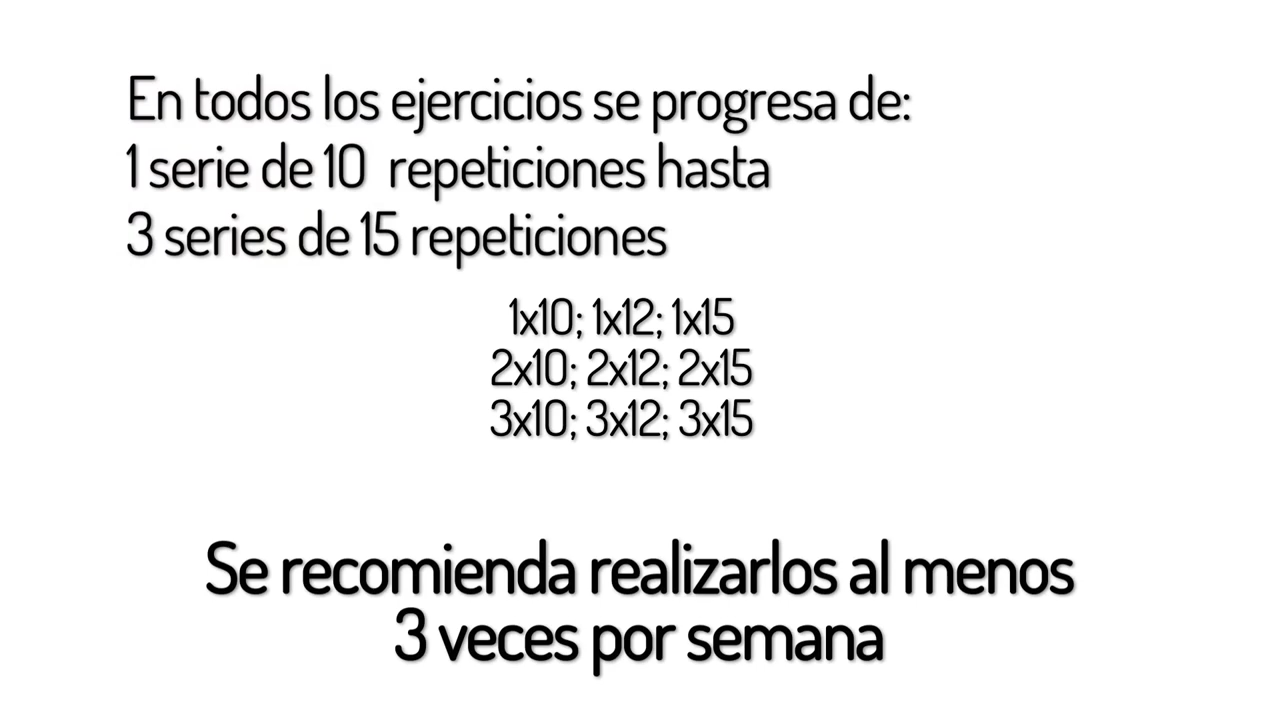 En todos los ejercicios se progresa de:
1 serie de 10 repeticiones hasta
3 series de 15 repeticiones
1x10; 1x12; 1x15
2x10; 2x12; 2x15
3x10; 3x12; 3x15
Se recomienda realizarlos al menos
3 veces por semana